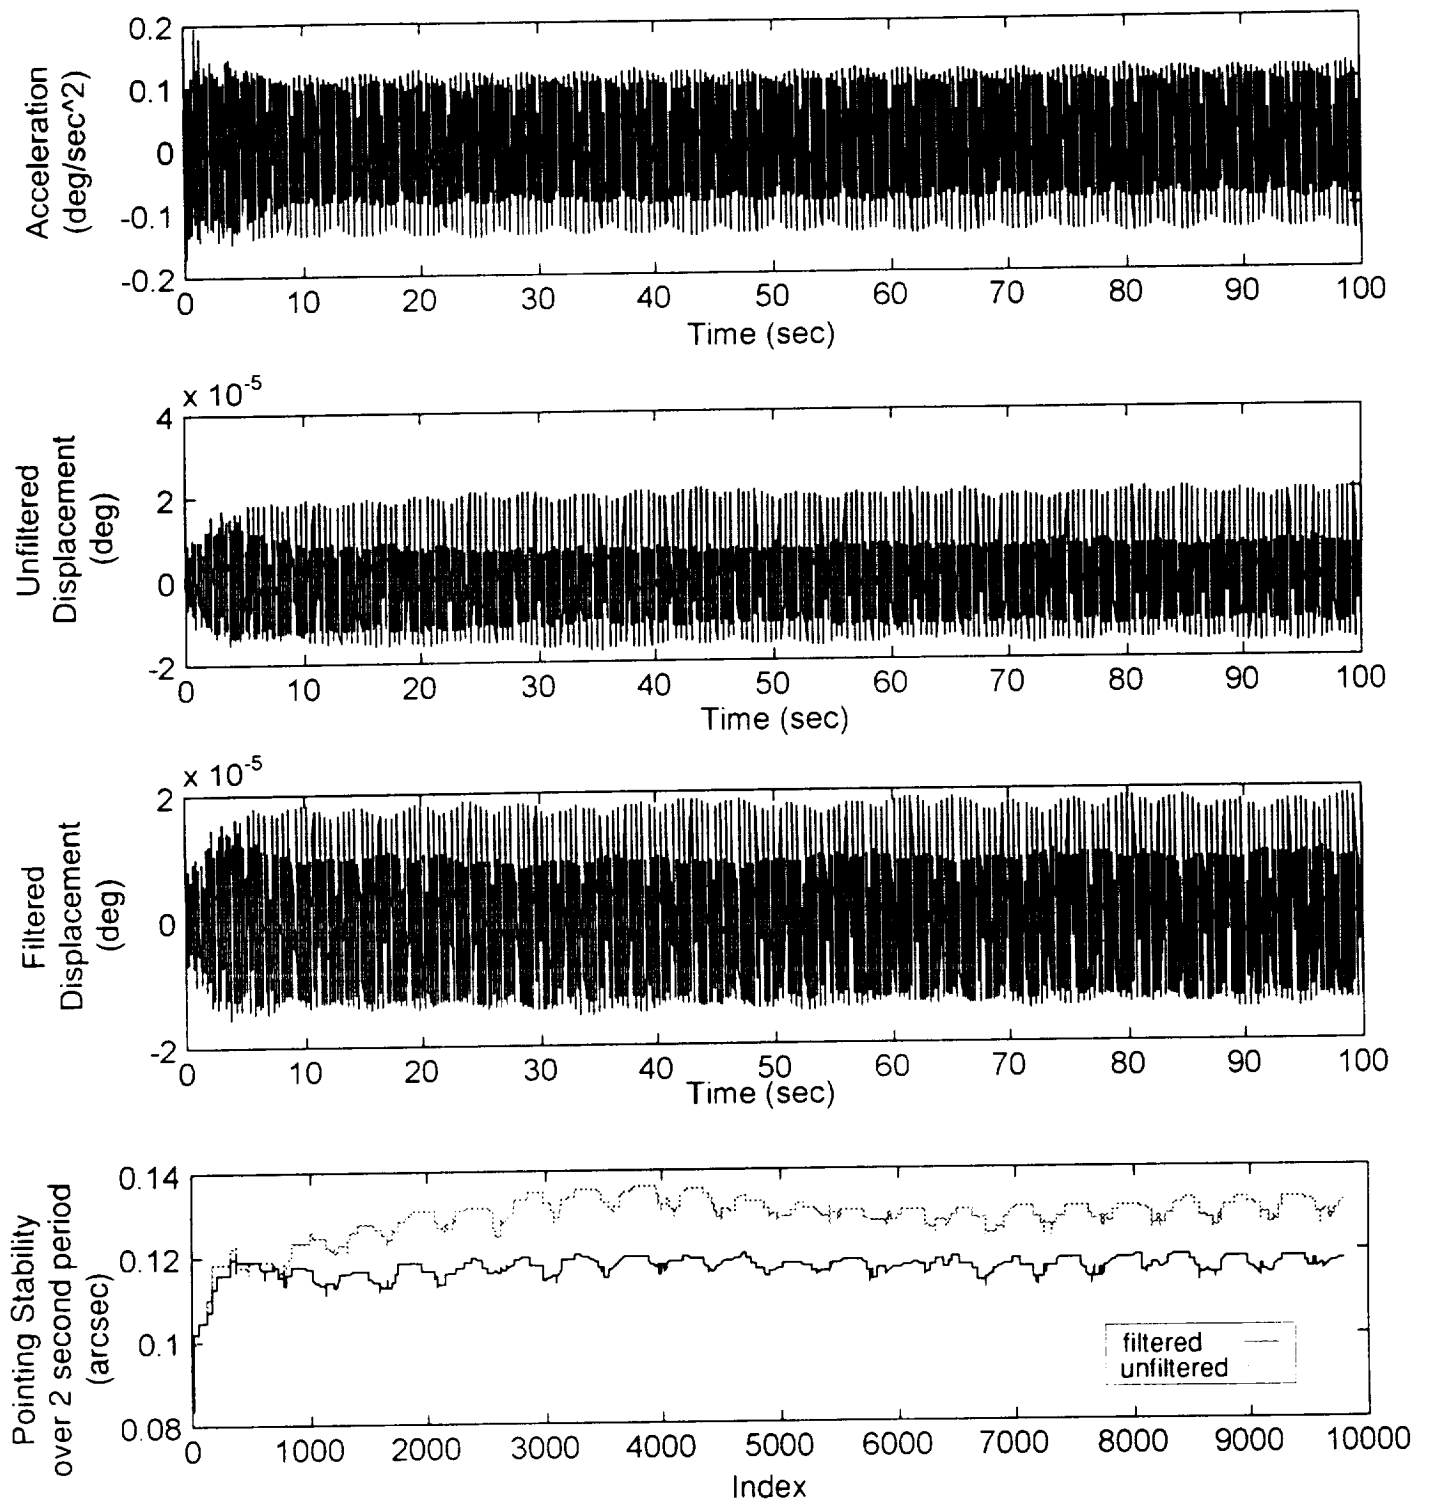 Acceleration
(deg/sec^2)
0.2
0.1
0
-0.1
-0.2
0 10 20 30 40 50 60 70 80 90 100
Time (sec)
x 10^-5
Unfiltered
Displacement
(deg)
4
2
0
-2
0 10 20 30 40 50 60 70 80 90 100
Time (sec)
x 10^-5
Filtered
Displacement
(deg)
2
0
-2
0 10 20 30 40 50 60 70 80 90 100
Time (sec)
Pointing Stability
over 2 second period
(arcsec)
0.14
0.12
0.1
0.08
filtered
unfiltered
0 1000 2000 3000 4000 5000 6000 7000 8000 9000 10000
Index